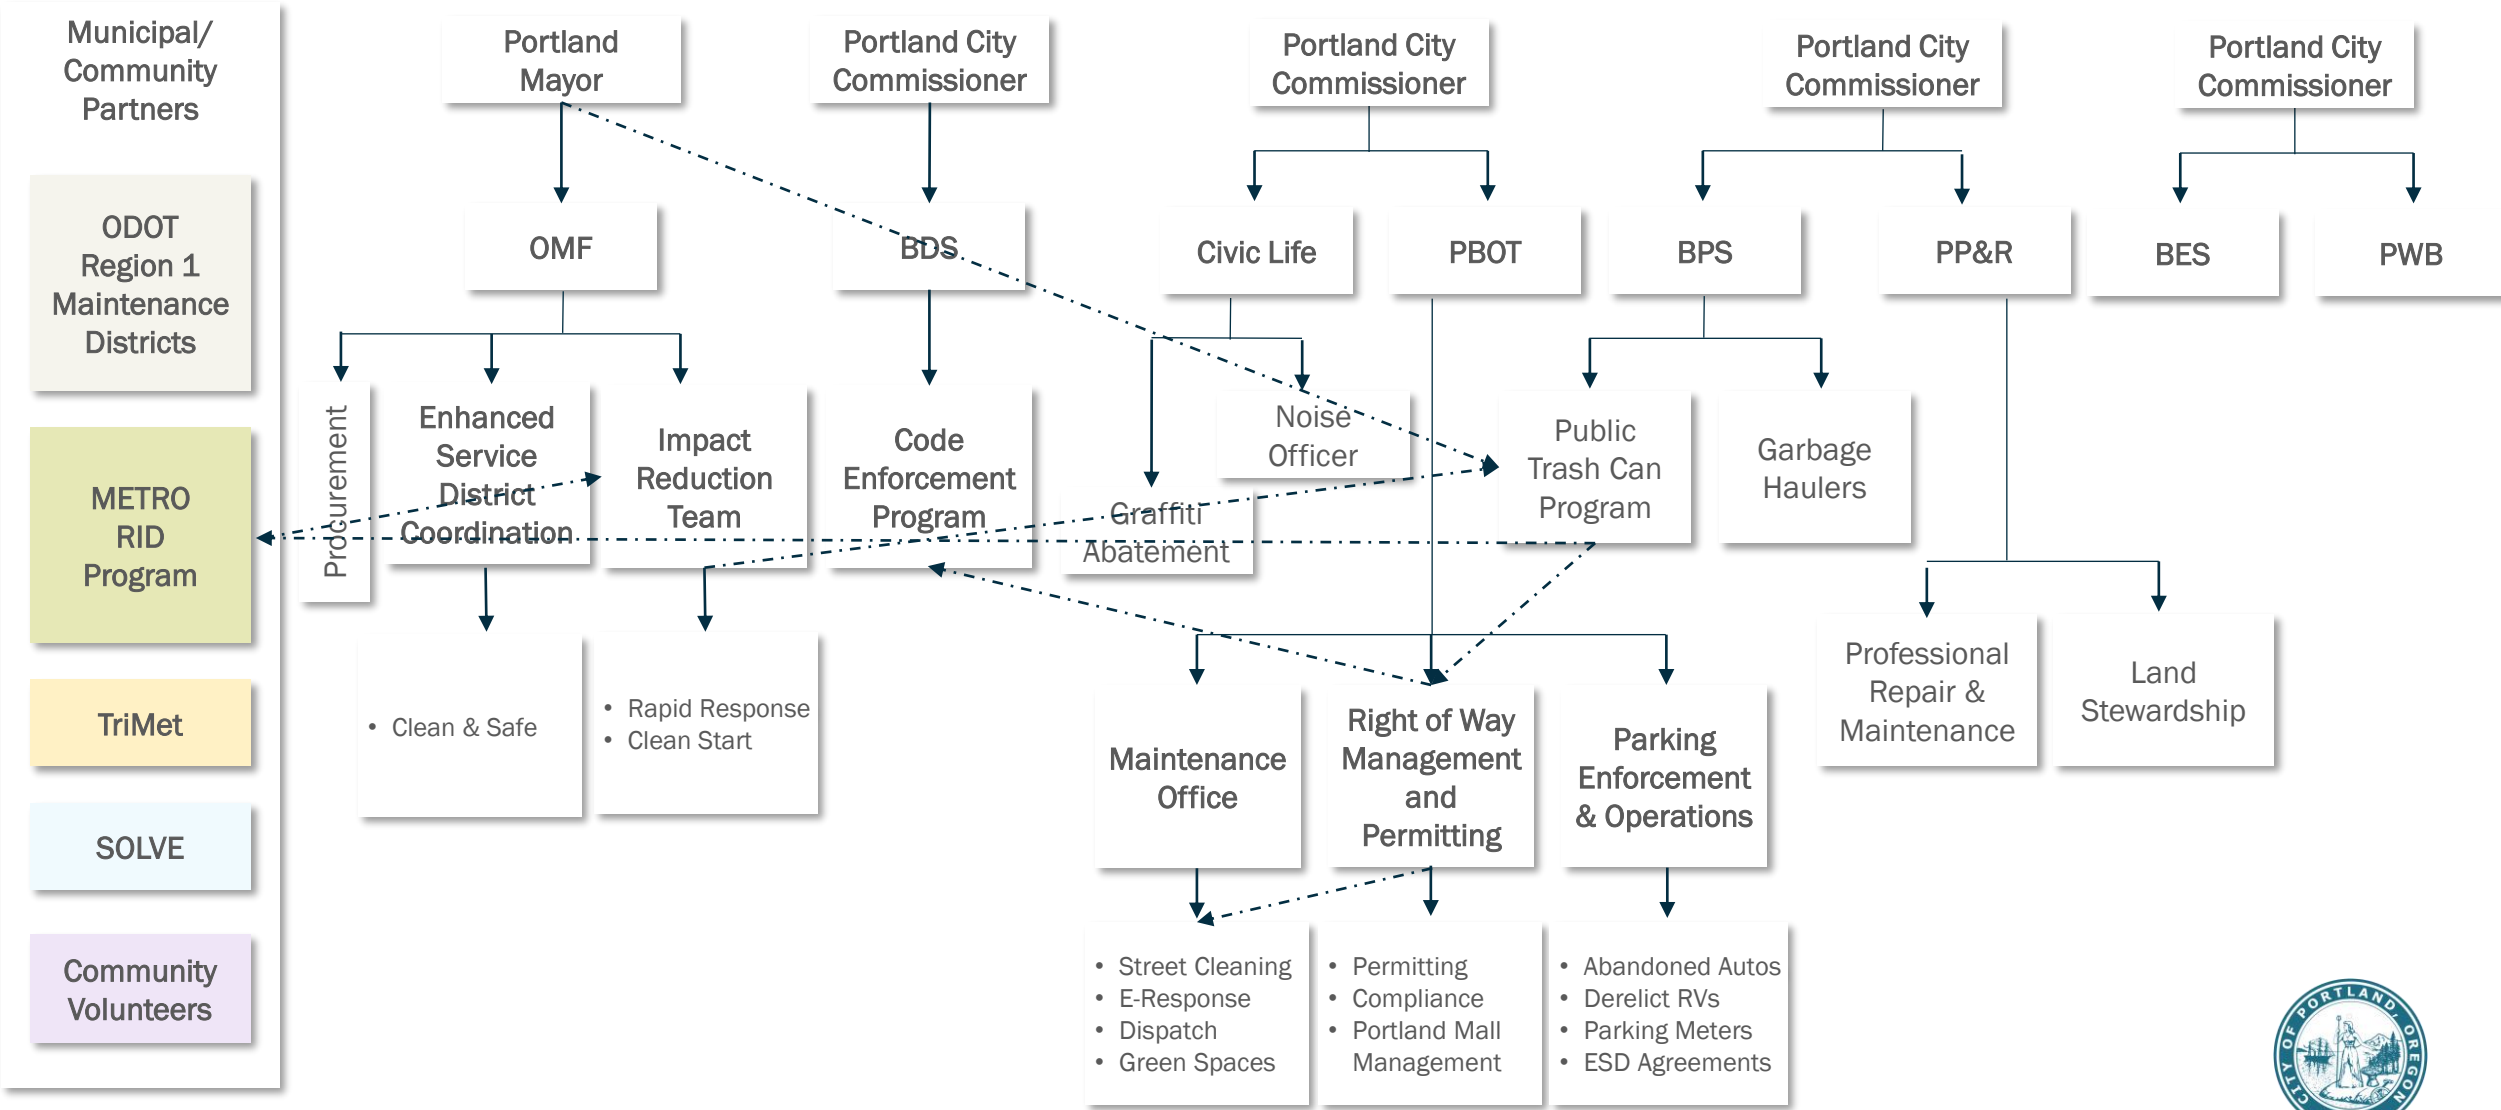 Municipal/
Community
Partners
ODOT
Region 1
Maintenance
Districts
METRO
RID
Program
TriMet
SOLVE
Community
Volunteers
Portland
Mayor
Portland City
Commissioner
Portland City
Commissioner
Portland City
Commissioner
Portland City
Commissioner
OMF
BDS
Civic Life
PBOT
BPS
PP&R
BES
PWB
Procurement
Enhanced
Service
District
Coordination
Impact
Reduction
Team
Code
Enforcement
Program
Graffiti
Abatement
Noise
Officer
Public
Trash Can
Program
Garbage
Haulers
• Clean & Safe
• Rapid Response
• Clean Start
Maintenance
Office
Right of Way
Management
and
Permitting
Parking
Enforcement
& Operations
Professional
Repair &
Maintenance
Land
Stewardship
• Street Cleaning
• E-Response
• Dispatch
• Green Spaces
• Permitting
• Compliance
• Portland Mall
Management
• Abandoned Autos
• Derelict RVs
• Parking Meters
• ESD Agreements
CITY OF PORTLAND, OREGON